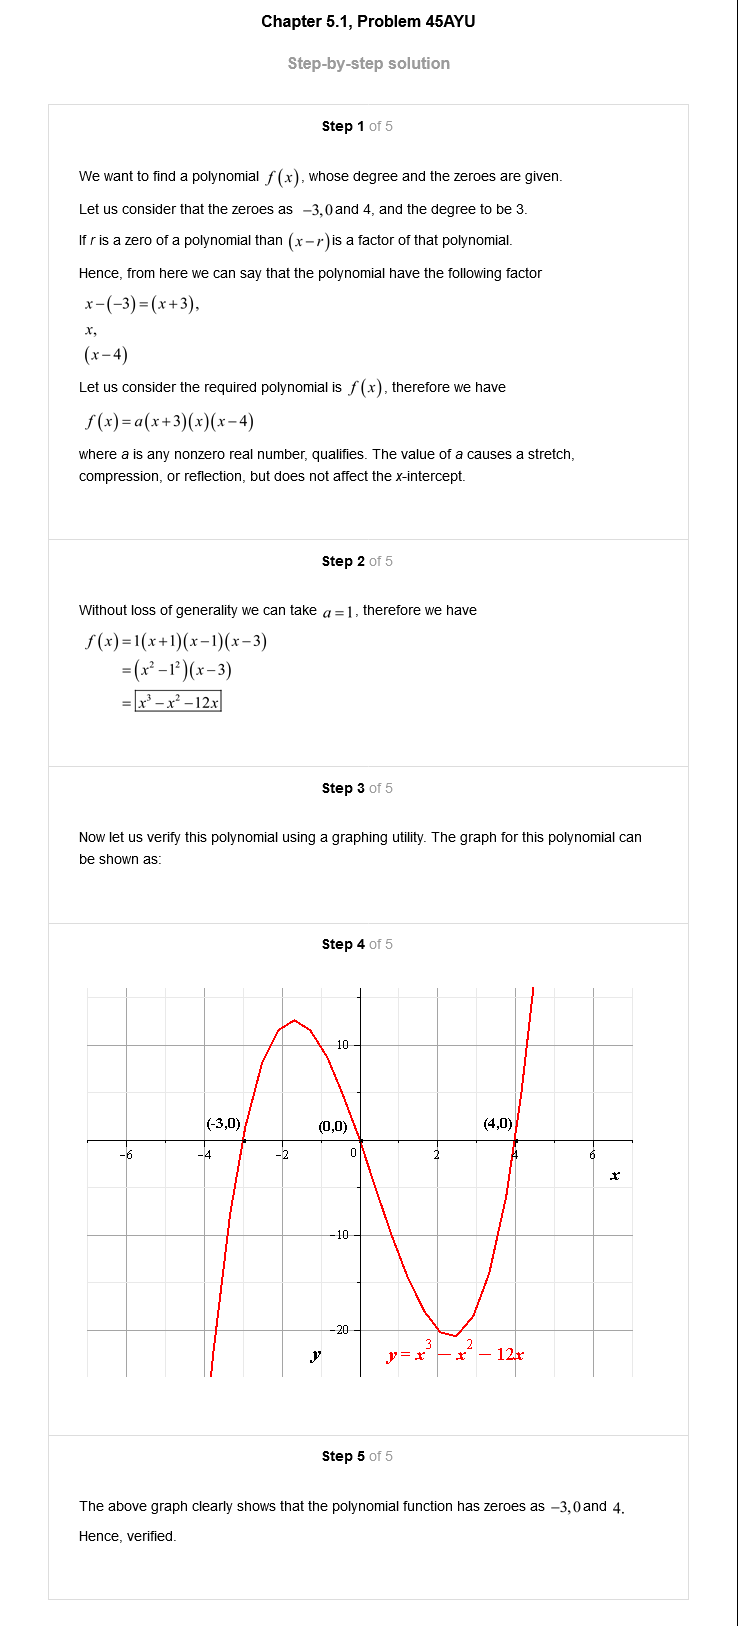 Chapter 5.1, Problem 45AYU
Step-by-step solution
Step 1 of 5
We want to find a polynomial f(x), whose degree and the zeroes are given.
Let us consider that the zeroes as −3,0 and 4, and the degree to be 3.
If r is a zero of a polynomial than (x−r) is a factor of that polynomial.
Hence, from here we can say that the polynomial have the following factor
x−(−3)=(x+3),
x,
(x−4)
Let us consider the required polynomial is f(x), therefore we have
f(x)=a(x+3)(x)(x−4)
where a is any nonzero real number, qualifies. The value of a causes a stretch,
compression, or reflection, but does not affect the x-intercept.
Step 2 of 5
Without loss of generality we can take a=1, therefore we have
f(x)=1(x+1)(x−1)(x−3)
=(x²−1²)(x−3)
=x³−x²−12x
Step 3 of 5
Now let us verify this polynomial using a graphing utility. The graph for this polynomial can
be shown as:
Step 4 of 5
10
(-3,0) (0,0) (4,0)
−6 −4 −2 0 2 4 6
x
−10
−20
y y=x³−x²−12x
Step 5 of 5
The above graph clearly shows that the polynomial function has zeroes as −3,0 and 4.
Hence, verified.